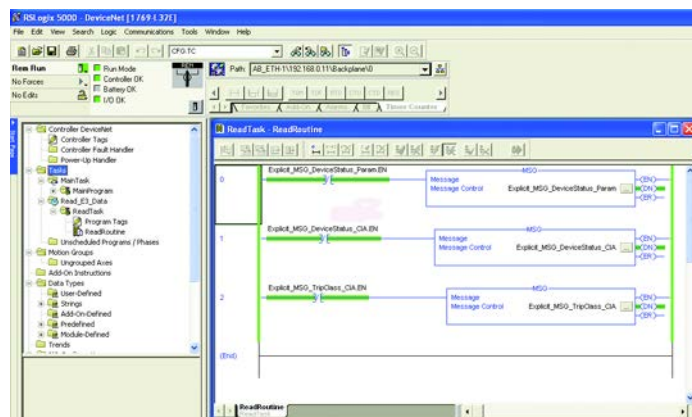 RSLogix 5000 - DeviceNet [1769-L32E]
File Edit View Search Logic Communications Tools Window Help
CFG.TC
Rem Run
Run Mode
No Forces
Controller OK
No Edits
Battery OK
I/O OK
REM
Path: AB_ETH-1\192.168.0.11\Backplane\0
Favorites Add-On Alarms Bit Timer/Counter
Controller DeviceNet
Controller Tags
Controller Fault Handler
Power-Up Handler
Tasks
MainTask
MainProgram
Read_E3_Data
ReadTask
Program Tags
ReadRoutine
Unscheduled Programs / Phases
Motion Groups
Ungrouped Axes
Add-On Instructions
Data Types
User-Defined
Strings
Add-On-Defined
Predefined
Module-Defined
Trends
ReadTask - ReadRoutine
0
Explicit_MSG_DeviceStatus_Param.EN
MSG
Message
Message Control Explicit_MSG_DeviceStatus_Param ...
(EN)
(DN)
(ER)
1
Explicit_MSG_DeviceStatus_CIA.EN
MSG
Message
Message Control Explicit_MSG_DeviceStatus_CIA ...
(EN)
(DN)
(ER)
2
Explicit_MSG_TripClass_CIA.EN
MSG
Message
Message Control Explicit_MSG_TripClass_CIA ...
(EN)
(DN)
(ER)
(End)
ReadRoutine